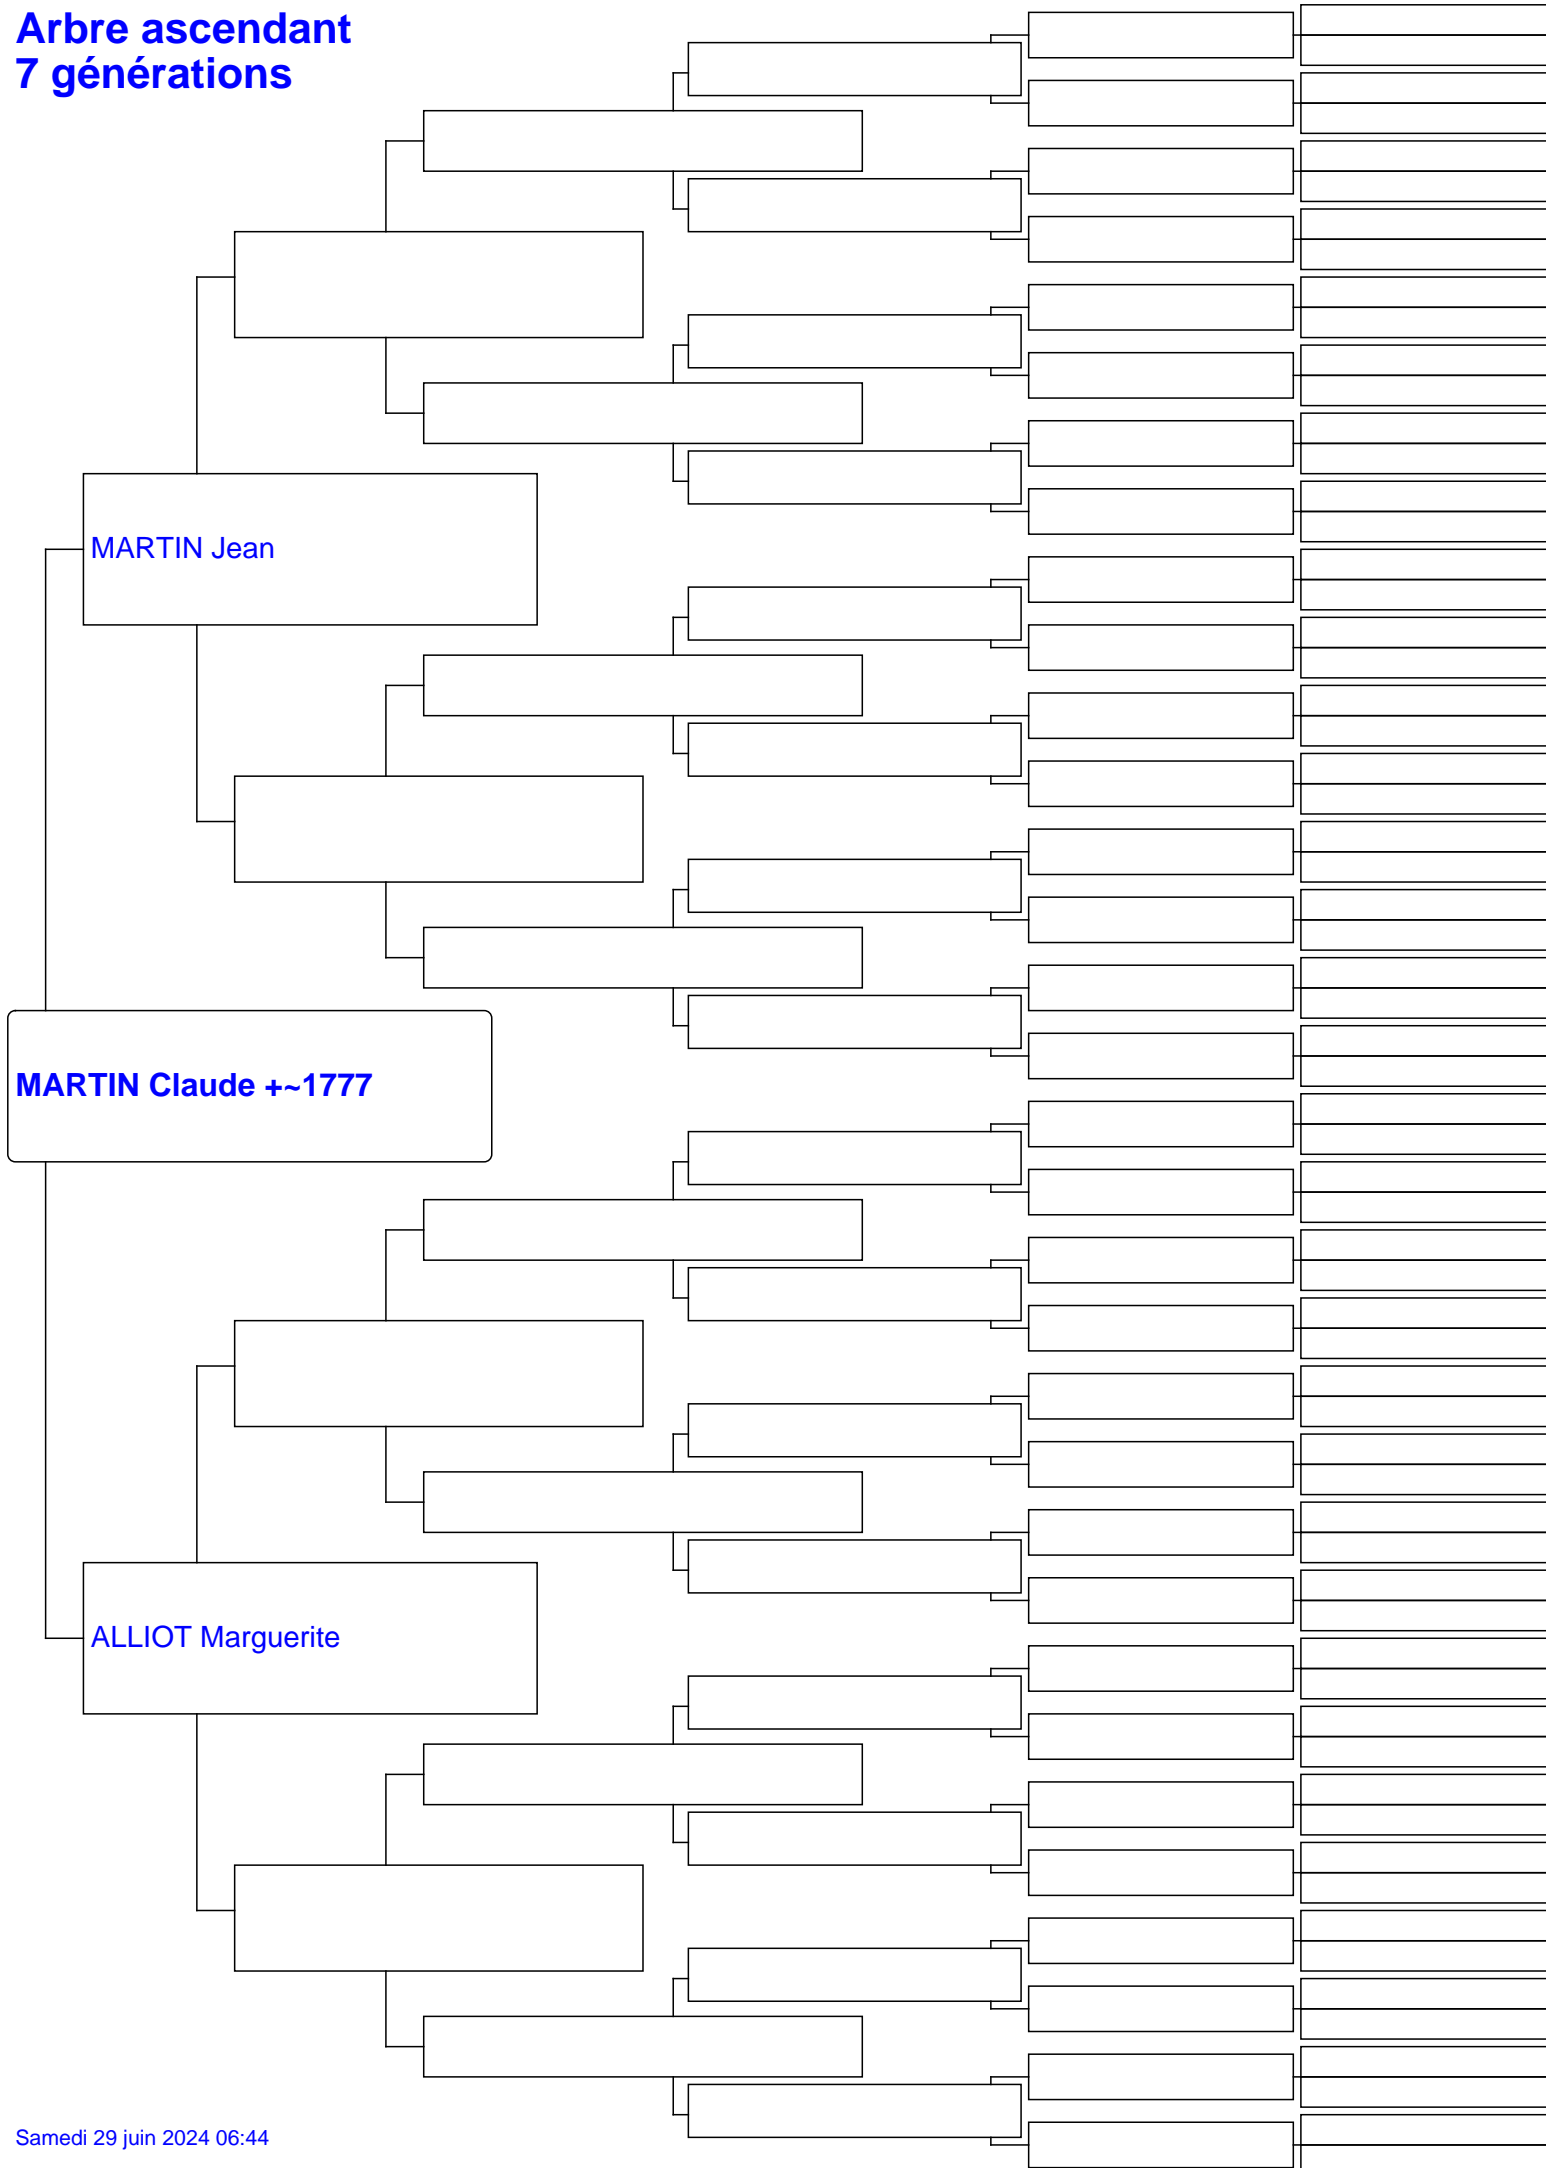 Arbre ascendant
7 générations
MARTIN Jean
MARTIN Claude +~1777
ALLIOT Marguerite
Samedi 29 juin 2024 06:44